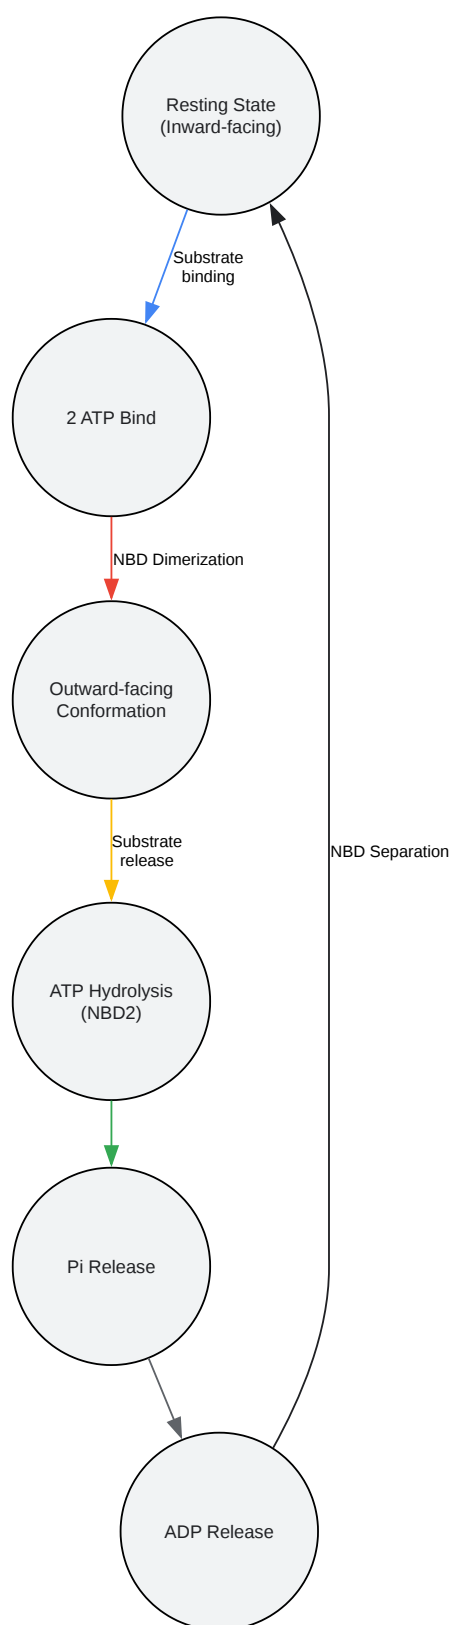 Resting State
(Inward-facing)
Substrate
binding
2 ATP Bind
NBD Dimerization
Outward-facing
Conformation
Substrate
release
NBD Separation
ATP Hydrolysis
(NBD2)
Pi Release
ADP Release